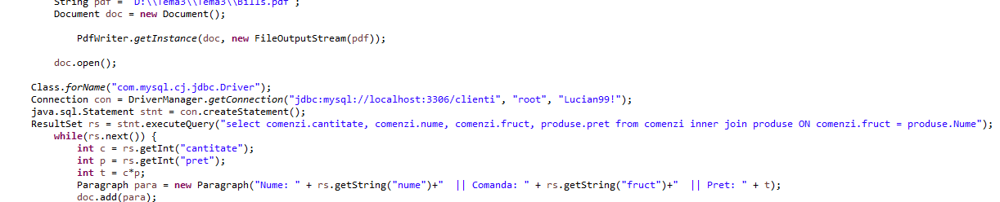 String pdf = "D:\\Tema3\\Tema3\\Bills.pdf";
Document doc = new Document();
PdfWriter.getInstance(doc, new FileOutputStream(pdf));
doc.open();
Class.forName("com.mysql.cj.jdbc.Driver");
Connection con = DriverManager.getConnection("jdbc:mysql://localhost:3306/clienti", "root", "Lucian99!");
java.sql.Statement stnt = con.createStatement();
ResultSet rs = stnt.executeQuery("select comenzi.cantitate, comenzi.nume, comenzi.fruct, produse.pret from comenzi inner join produse ON comenzi.fruct = produse.Nume");
while(rs.next()) {
int c = rs.getInt("cantitate");
int p = rs.getInt("pret");
int t = c*p;
Paragraph para = new Paragraph("Nume: " + rs.getString("nume")+"  || Comanda: " + rs.getString("fruct")+"  || Pret: " + t);
doc.add(para);